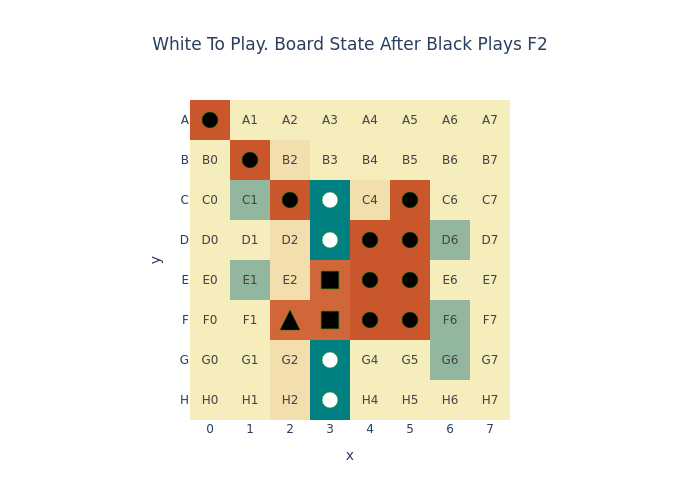 White To Play. Board State After Black Plays F2
A A1 A2 A3 A4 A5 A6 A7
B B0 B2 B3 B4 B5 B6 B7
C C0 C1 C4 C6 C7
D D0 D1 D2 D6 D7
E E0 E1 E2 E6 E7
F F0 F1 F6 F7
G G0 G1 G2 G4 G5 G6 G7
H H0 H1 H2 H4 H5 H6 H7
0 1 2 3 4 5 6 7
x
y